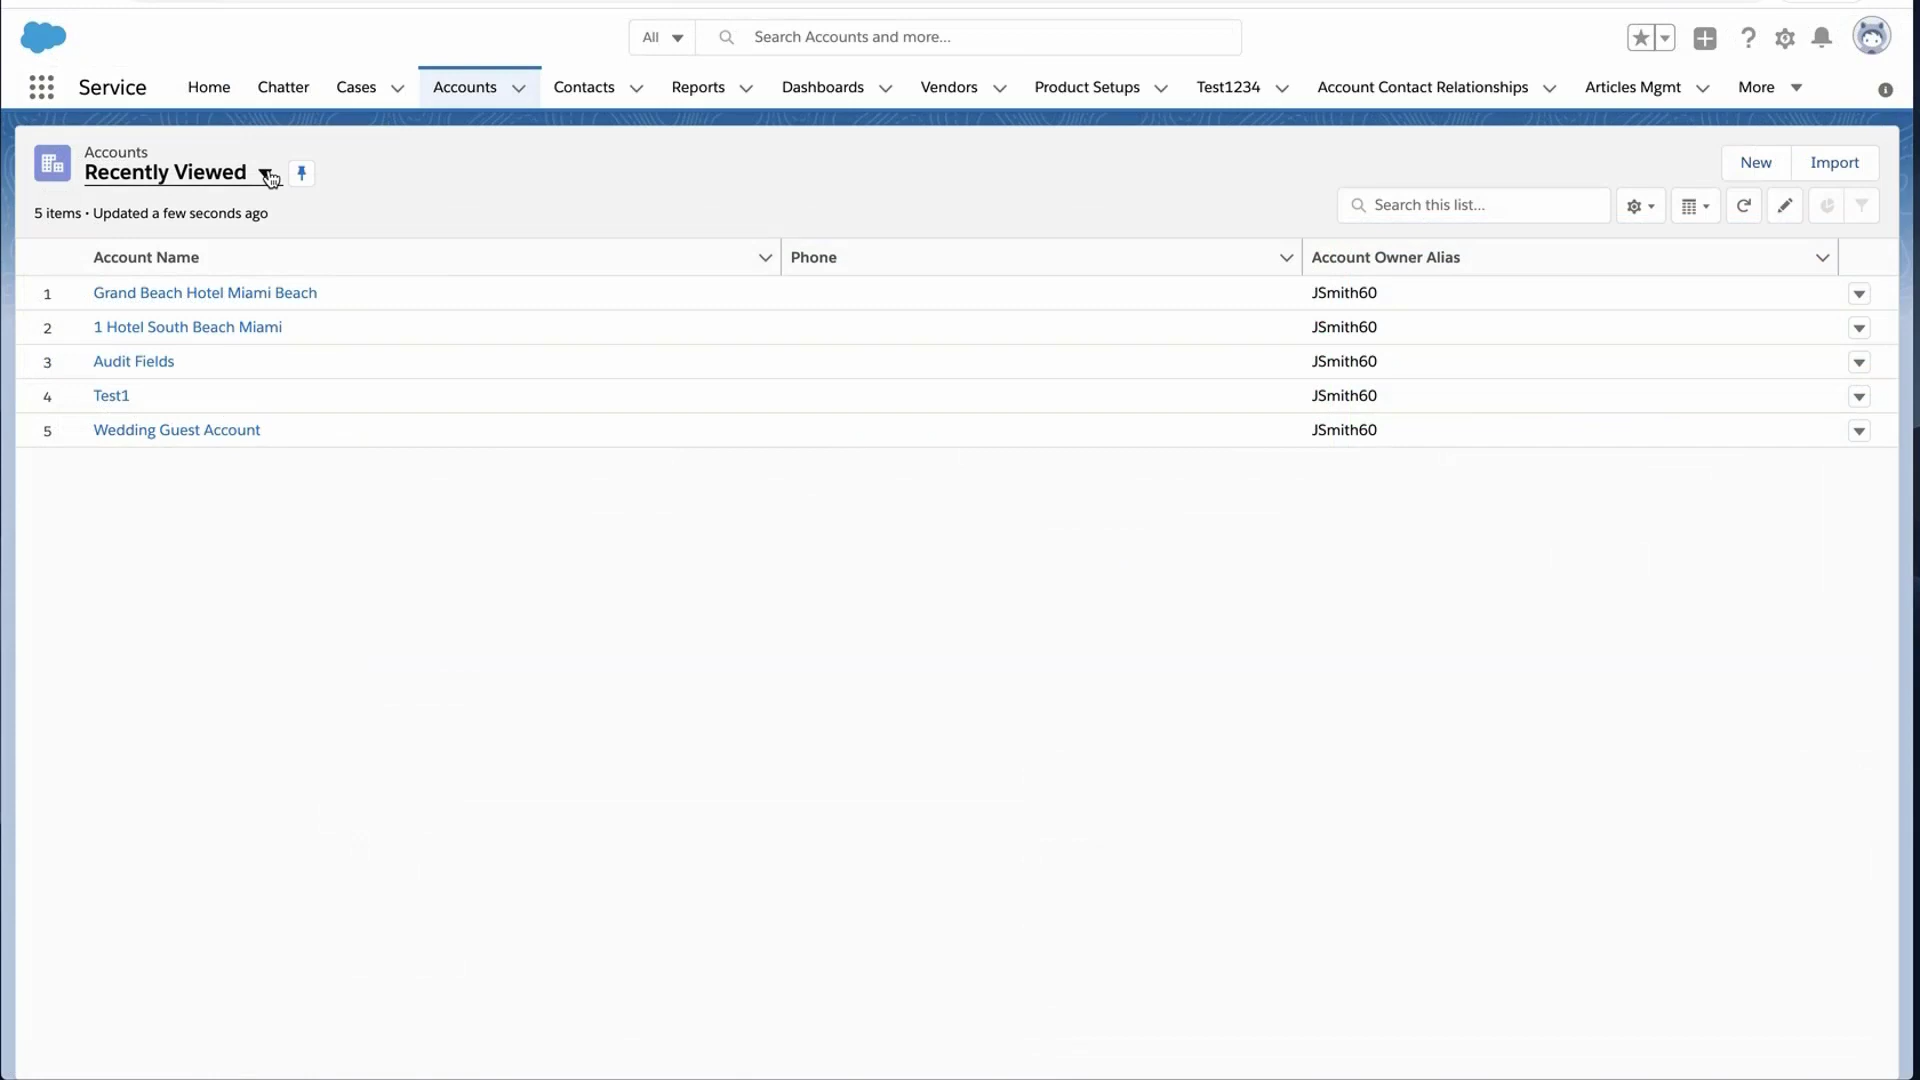 All
Search Accounts and more...
Service Home Chatter Cases Accounts Contacts Reports Dashboards Vendors Product Setups Test1234 Account Contact Relationships Articles Mgmt More
Accounts
Recently Viewed
New Import
5 items • Updated a few seconds ago
Search this list...
Account Name Phone Account Owner Alias
1 Grand Beach Hotel Miami Beach JSmith60
2 1 Hotel South Beach Miami JSmith60
3 Audit Fields JSmith60
4 Test1 JSmith60
5 Wedding Guest Account JSmith60